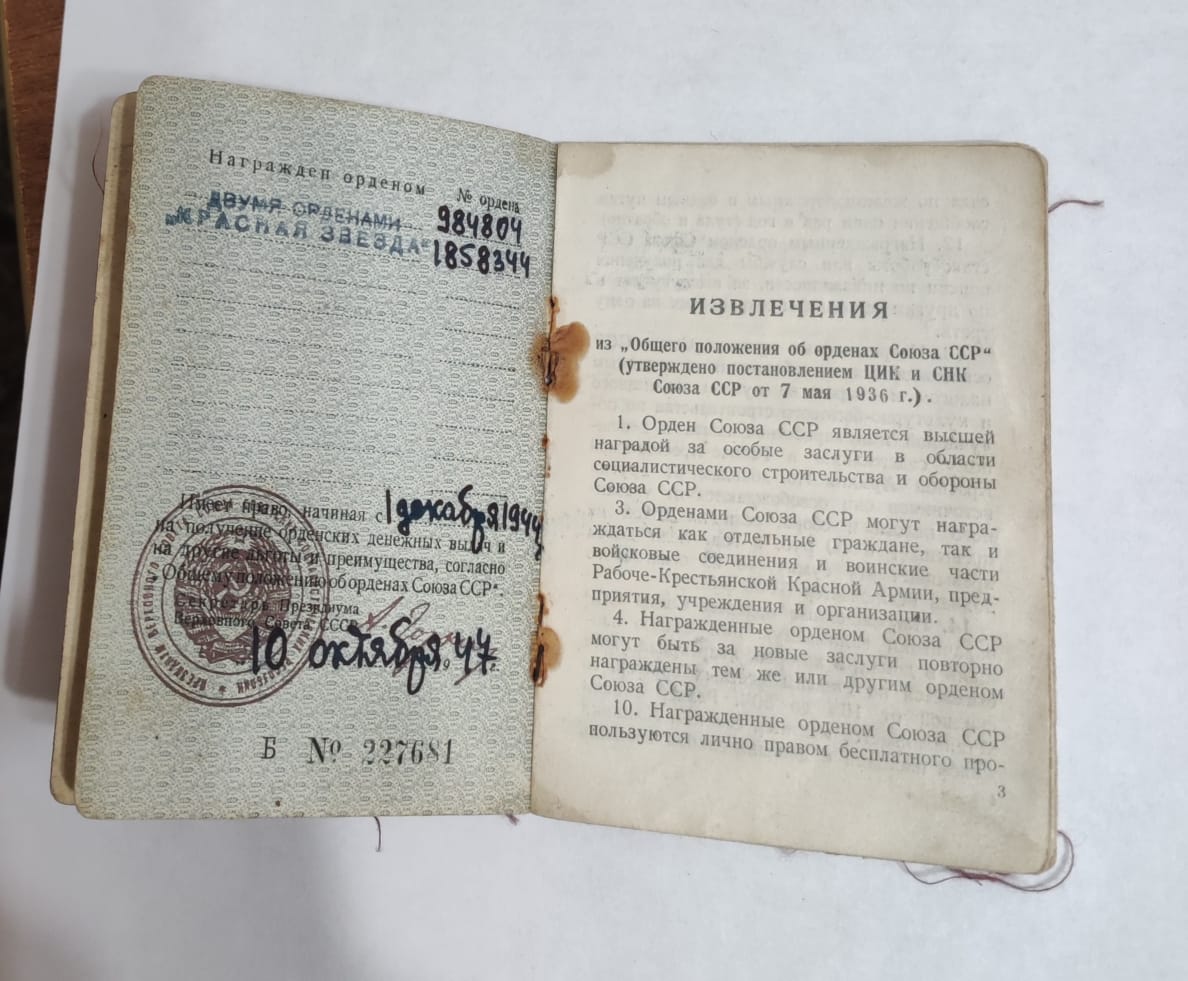 Награжден орденом
№ ордена
ДВУМЯ ОРДЕНАМИ
984804
„КРАСНАЯ ЗВЕЗДА“
1858344
Имеет право, начиная с 1 декабря 1944
на получение орденских денежных выдач и
на другие льготы и преимущества, согласно
„Общему положению об орденах Союза ССР“.
Секретарь Президиума
Верховного Совета СССР
10 октября 47 г.
Б № 227681
ИЗВЛЕЧЕНИЯ
из „Общего положения об орденах Союза ССР“
(утверждено постановлением ЦИК и СНК
Союза ССР от 7 мая 1936 г.).
1. Орден Союза ССР является высшей
наградой за особые заслуги в области
социалистического строительства и обороны
Союза ССР.
3. Орденами Союза ССР могут награ-
ждаться как отдельные граждане, так и
войсковые соединения и воинские части
Рабоче-Крестьянской Красной Армии, пред-
приятия, учреждения и организации.
4. Награжденные орденом Союза ССР
могут быть за новые заслуги повторно
награждены тем же или другим орденом
Союза ССР.
10. Награжденные орденом Союза ССР
пользуются лично правом бесплатного про-
3